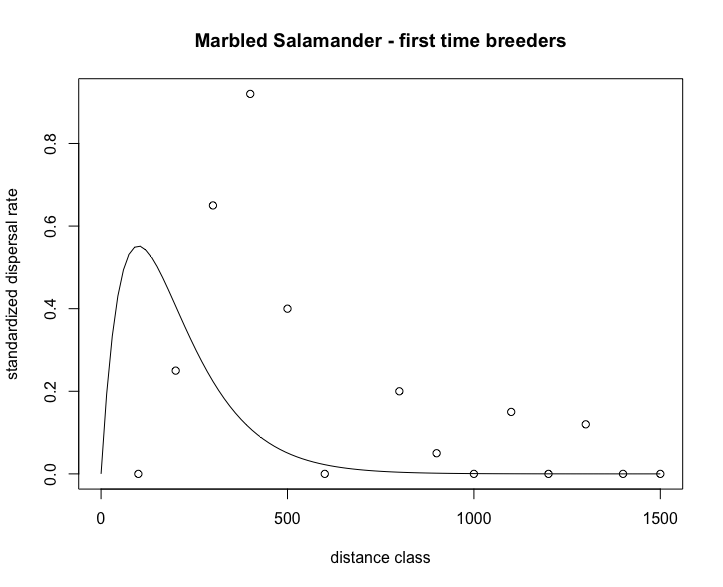 Marbled Salamander - first time breeders
standardized dispersal rate
0.8
0.6
0.4
0.2
0.0
0 500 1000 1500
distance class